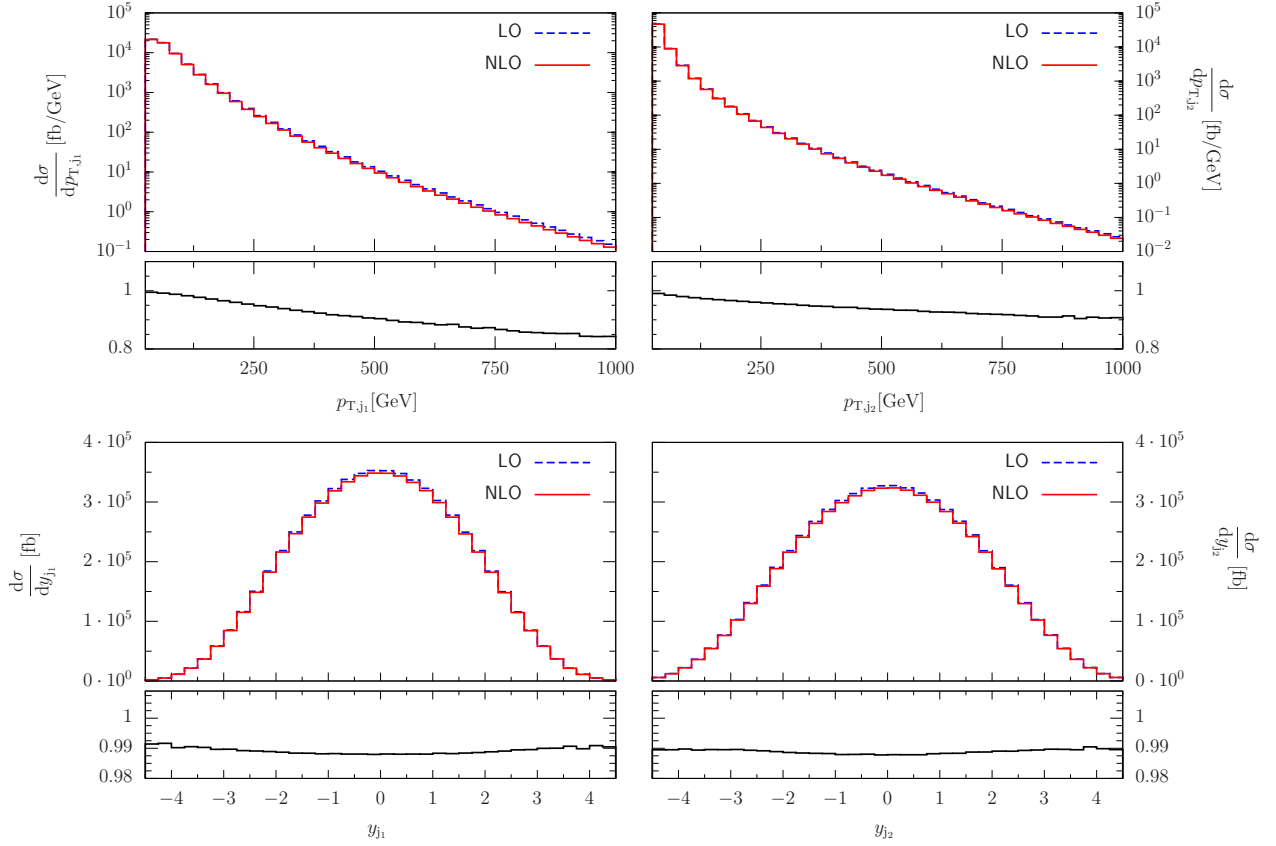 10^5
10^4
10^3
10^2
10^1
10^0
10^−1
dσ
dp_T,j1
[fb/GeV]
LO
NLO
1
0.8
250
500
750
1000
p_T,j1[GeV]
LO
NLO
10^5
10^4
10^3
10^2
10^1
10^0
10^−1
10^−2
dσ
dp_T,j2
[fb/GeV]
1
0.8
250
500
750
1000
p_T,j2[GeV]
4 · 10^5
3 · 10^5
2 · 10^5
1 · 10^5
0 · 10^0
dσ
dy_j1
[fb]
LO
NLO
1
0.99
0.98
−4 −3 −2 −1 0 1 2 3 4
y_j1
LO
NLO
4 · 10^5
3 · 10^5
2 · 10^5
1 · 10^5
0 · 10^0
dσ
dy_j2
[fb]
1
0.99
0.98
−4 −3 −2 −1 0 1 2 3 4
y_j2